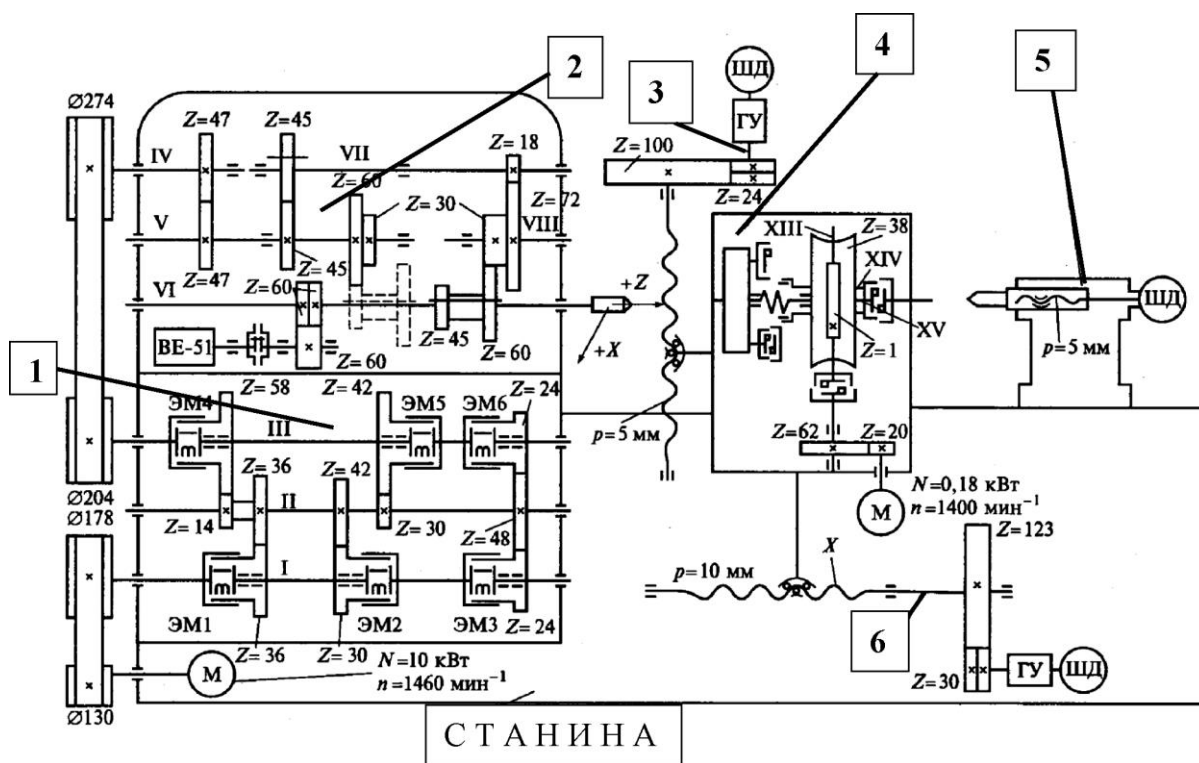 2
4
5
3
ШД
ГУ
ШД
Ø274
Z=47
Z=45
IV
VII
Z=18
Z=100
Z=24
Z=60
Z=30
Z=72
V
VIII
XIII
Z=38
Z=47
Z=45
XIV
VI
Z=60
+Z
XV
ВЕ-51
Z=45
+X
Z=1
p=5 мм
Z=60
Z=60
1
Z=58
Z=42
Z=24
ЭМ4
ЭМ5
ЭМ6
III
p=5 мм
Z=62
Z=20
Z=36
Z=42
Ø204
II
N=0,18 кВт
Ø178
Z=14
Z=30
M
n=1400 мин⁻¹
Z=48
Z=123
I
p=10 мм
X
ЭМ1
ЭМ2
ЭМ3
Z=24
6
Z=36
Z=30
M
N=10 кВт
n=1460 мин⁻¹
Z=30
ГУ
ШД
Ø130
СТАНИНА